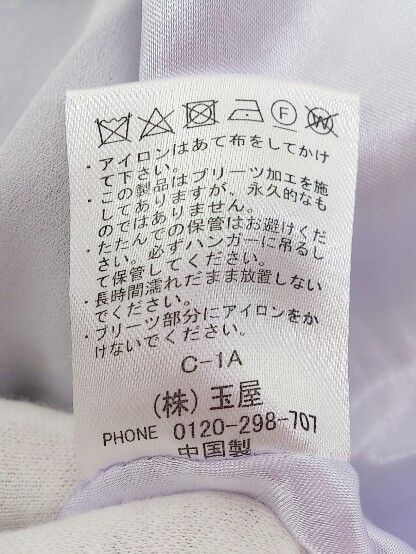 F W
・アイロンはあて布をしてかけ
て下さい。
・この製品はプリーツ加工を施
してありますが、永久的なも
のではありません。
・たたんでの保管はお避けくだ
さい。必ずハンガーに吊るし
て保管してください。
・長時間濡れたまま放置しない
でください。
・プリーツ部分にアイロンをか
けないでください。
C-1A
(株)玉屋
PHONE 0120-298-707
中国製